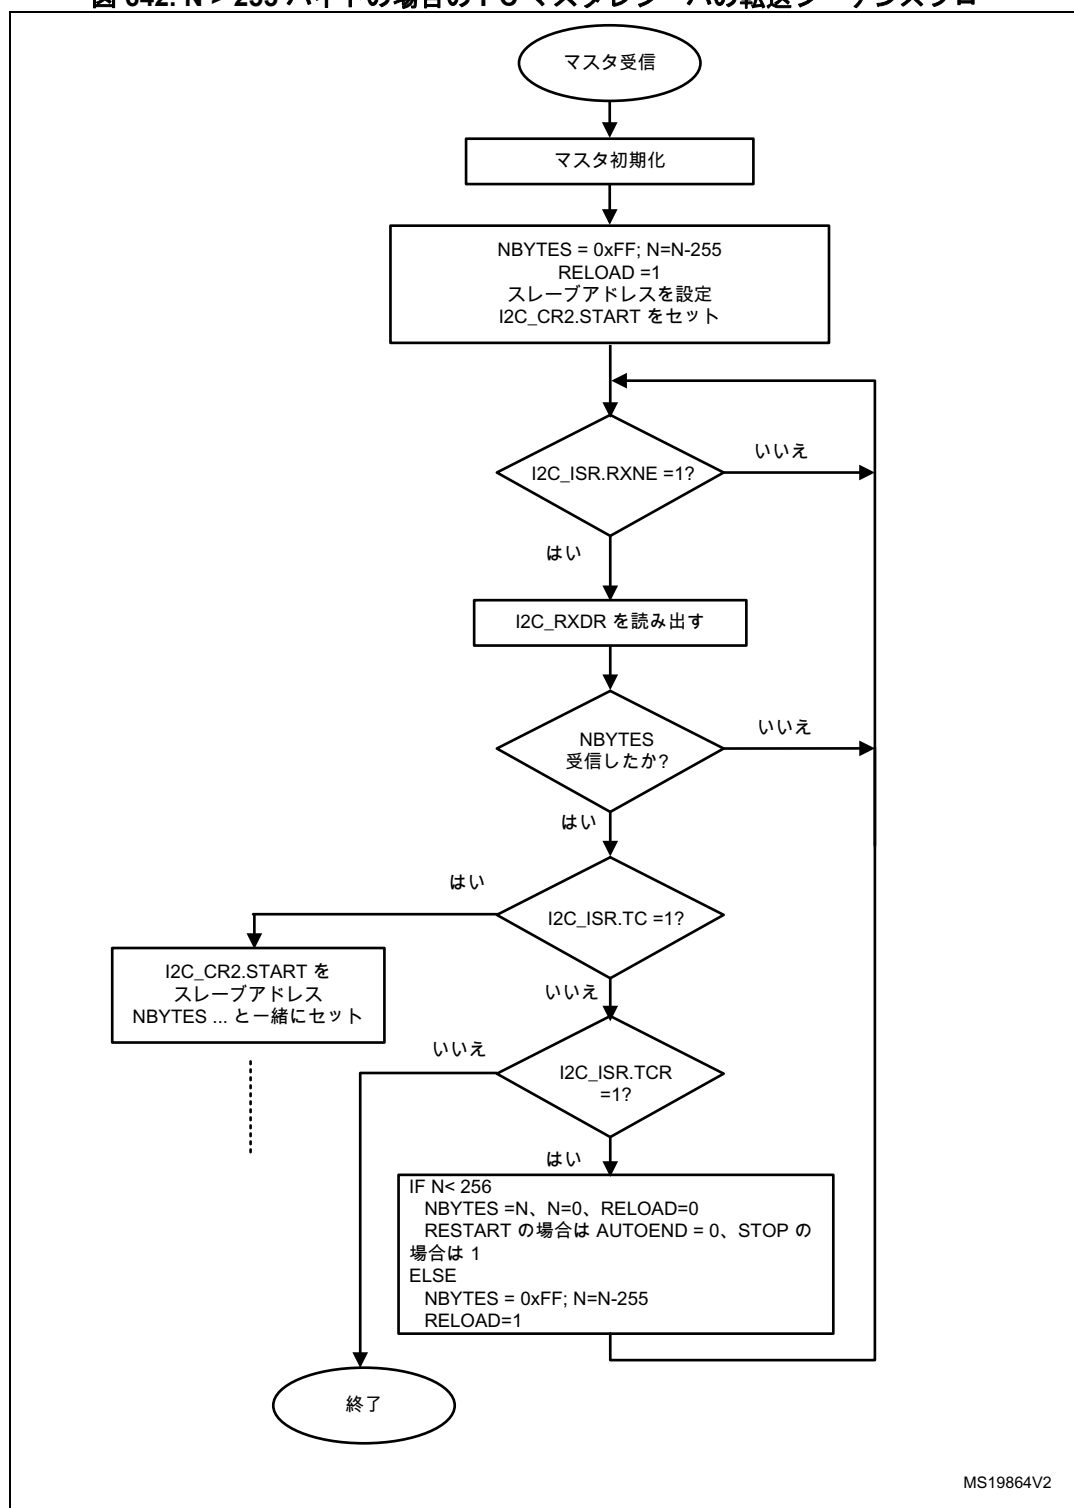 マスタ受信
マスタ初期化
NBYTES = 0xFF; N=N-255
RELOAD =1
スレーブアドレスを設定
I2C_CR2.START をセット
I2C_ISR.RXNE =1?
いいえ
はい
I2C_RXDR を読み出す
NBYTES
受信したか?
いいえ
はい
I2C_ISR.TC =1?
はい
I2C_CR2.START を
スレーブアドレス
NBYTES ... と一緒にセット
いいえ
I2C_ISR.TCR
=1?
いいえ
はい
IF N< 256
NBYTES =N、N=0、RELOAD=0
RESTART の場合は AUTOEND = 0、STOP の
場合は 1
ELSE
NBYTES = 0xFF; N=N-255
RELOAD=1
終了
MS19864V2